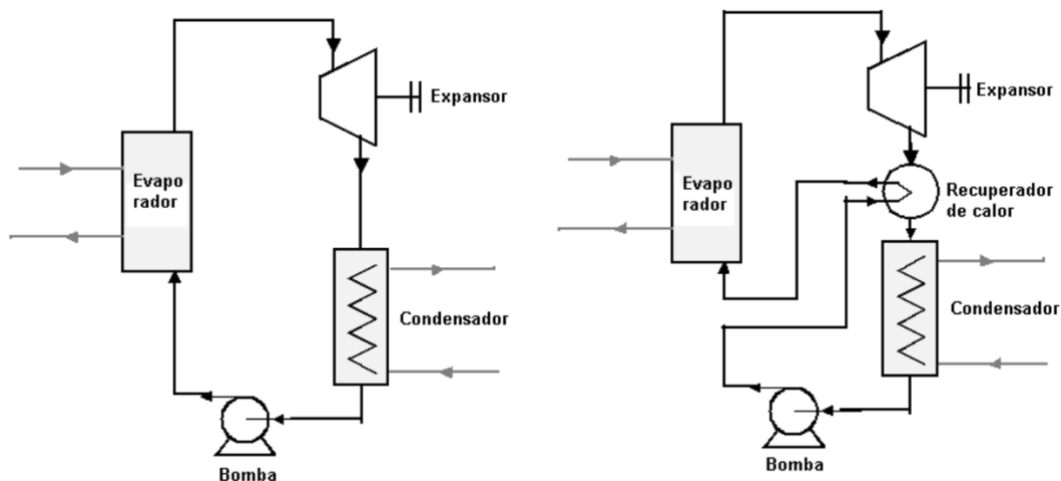 Expansor
Evapo
rador
Condensador
Bomba
Expansor
Evapo
rador
Recuperador
de calor
Condensador
Bomba